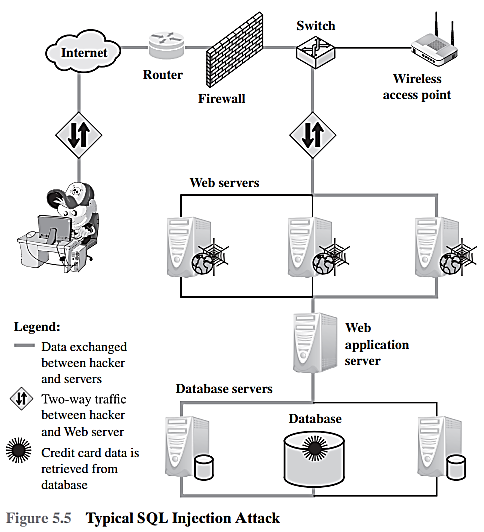 Switch
Internet
Router
Firewall
Wireless
access point
Web servers
Legend:
Data exchanged
between hacker
and servers
Two-way traffic
between hacker
and Web server
Credit card data is
retrieved from
database
Web
application
server
Database servers
Database
Figure 5.5 Typical SQL Injection Attack